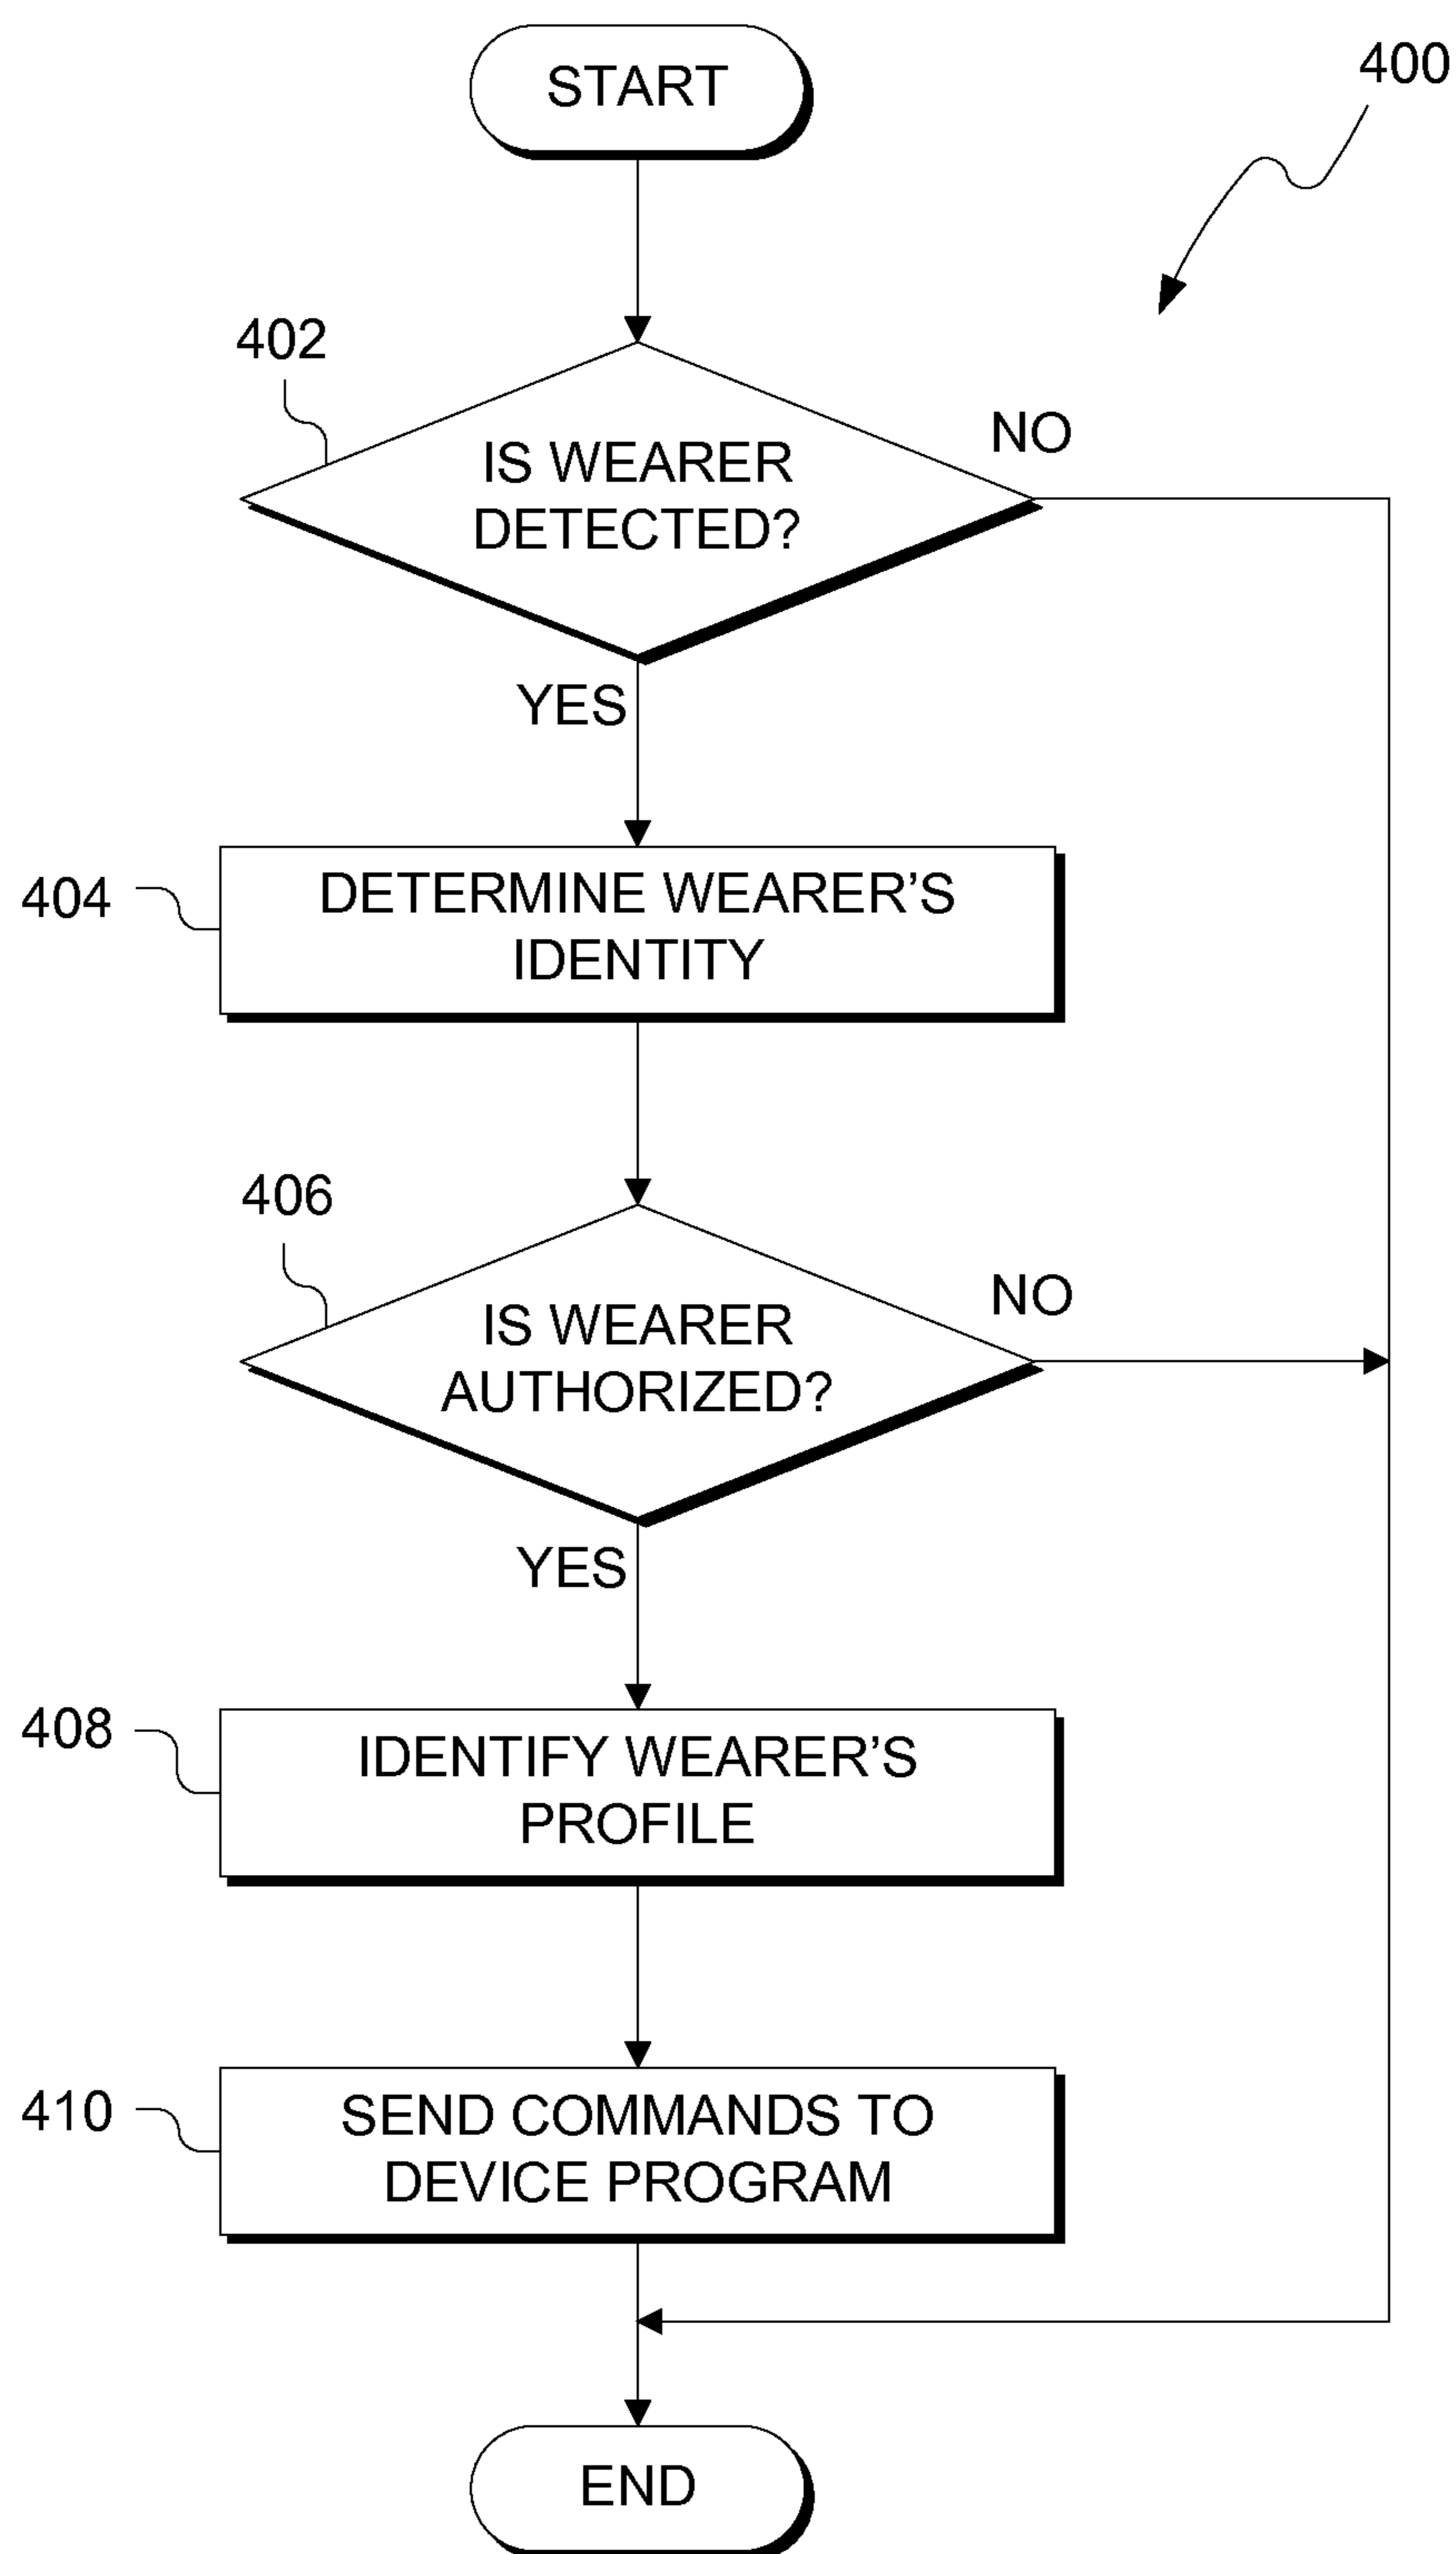 START
400
402
IS WEARER
DETECTED?
NO
YES
404
DETERMINE WEARER'S
IDENTITY
406
IS WEARER
AUTHORIZED?
NO
YES
408
IDENTIFY WEARER'S
PROFILE
410
SEND COMMANDS TO
DEVICE PROGRAM
END